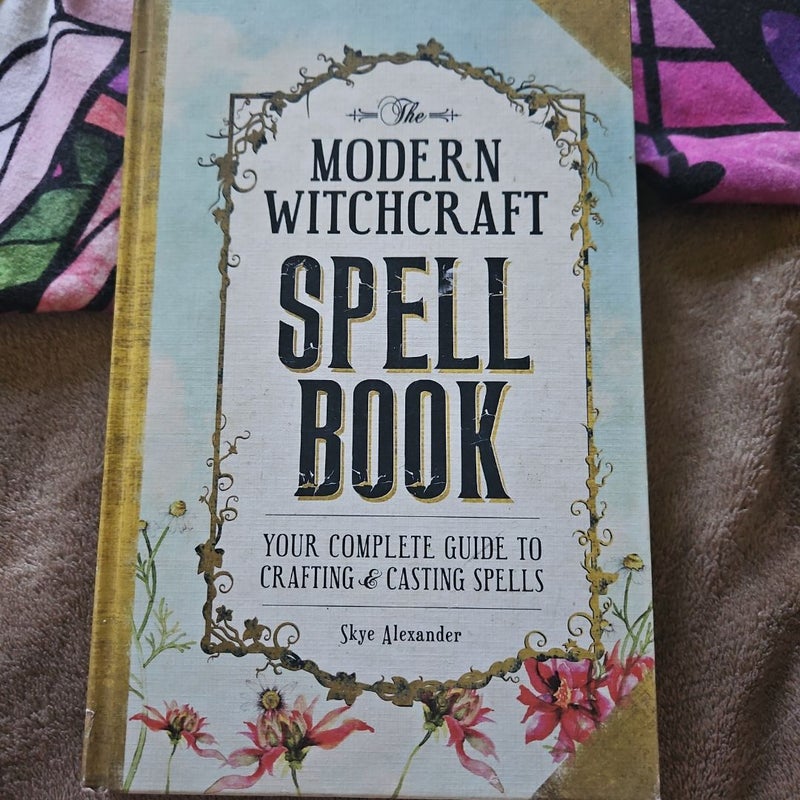 The
MODERN
WITCHCRAFT
SPELL
BOOK
YOUR COMPLETE GUIDE TO
CRAFTING & CASTING SPELLS
Skye Alexander